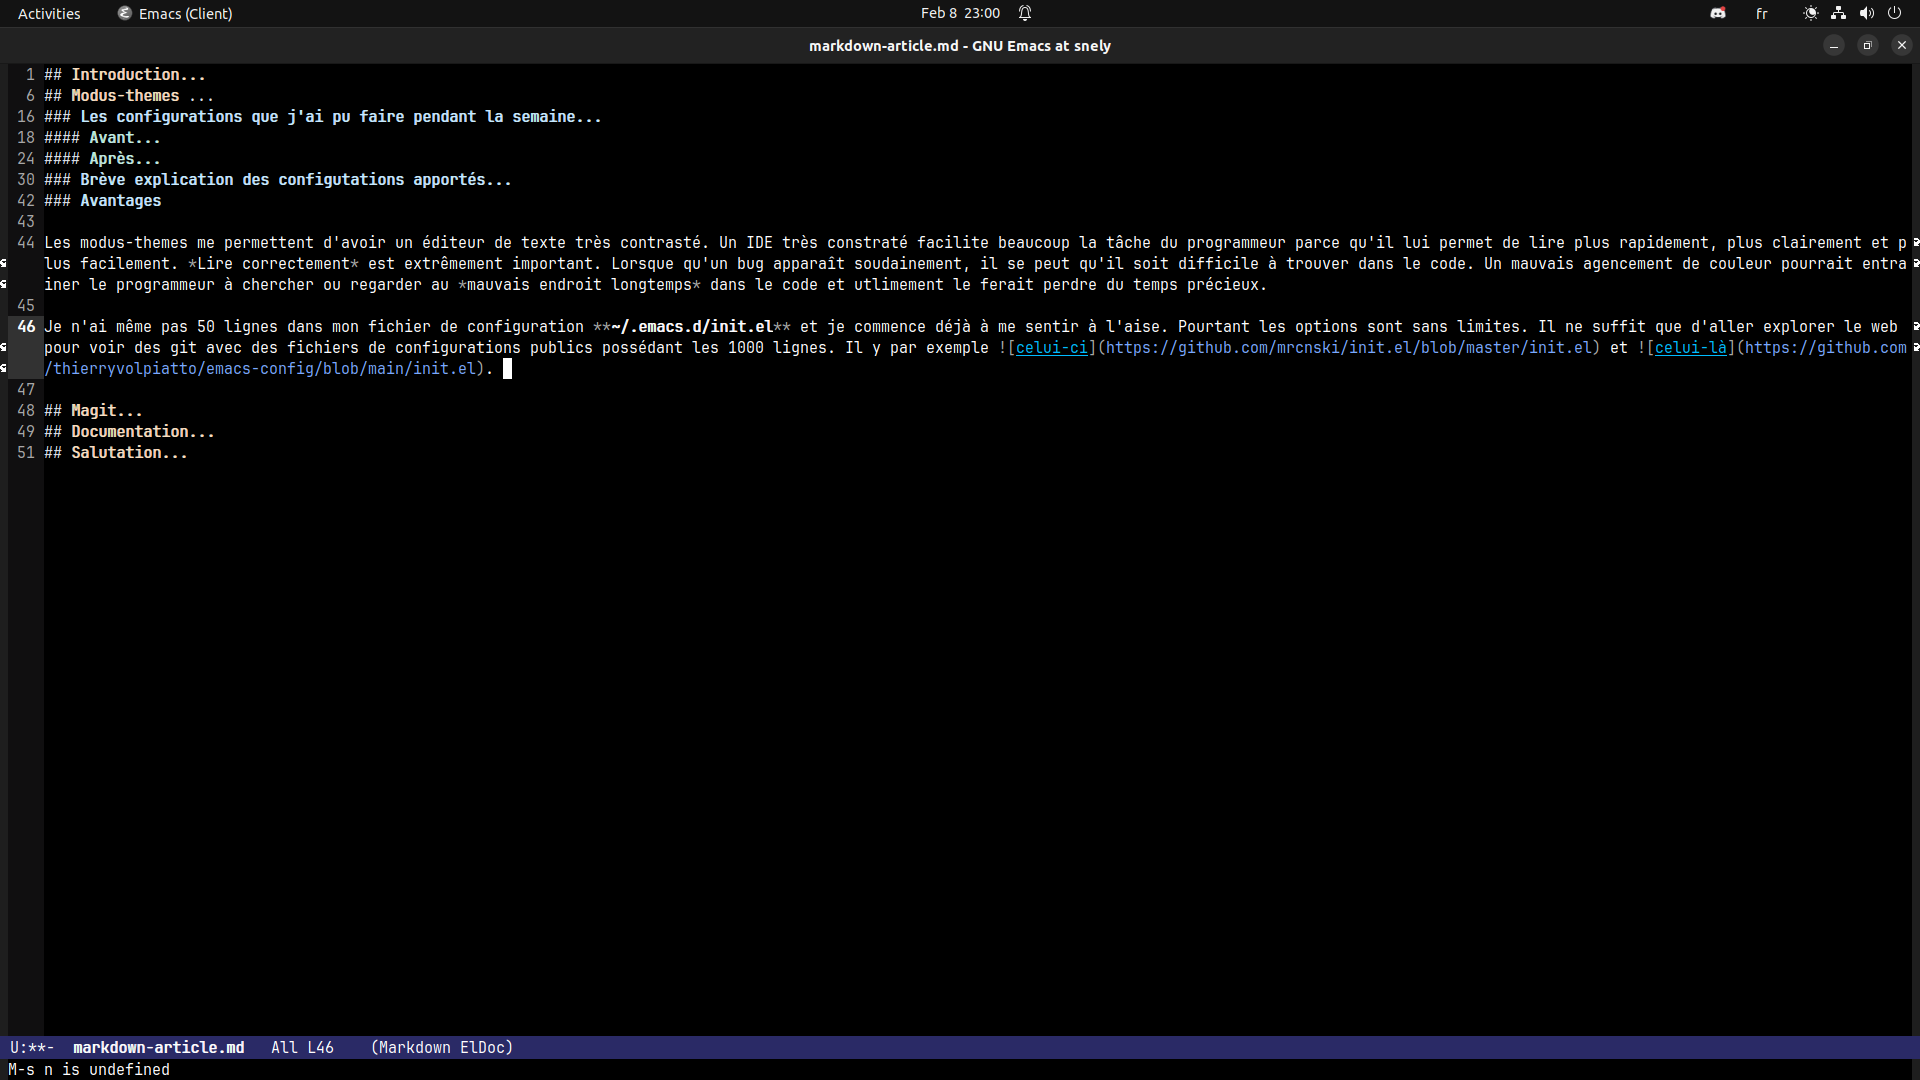 Activities Emacs (Client) Feb 8 23:00 fr
markdown-article.md - GNU Emacs at snely
1 ## Introduction...
6 ## Modus-themes ...
16 ### Les configurations que j'ai pu faire pendant la semaine...
18 #### Avant...
24 #### Après...
30 ### Brève explication des configutations apportés...
42 ### Avantages
43
44 Les modus-themes me permettent d'avoir un éditeur de texte très contrasté. Un IDE très constraté facilite beaucoup la tâche du programmeur parce qu'il lui permet de lire plus rapidement, plus clairement et p
lus facilement. *Lire correctement* est extrêmement important. Lorsque qu'un bug apparaît soudainement, il se peut qu'il soit difficile à trouver dans le code. Un mauvais agencement de couleur pourrait entra
iner le programmeur à chercher ou regarder au *mauvais endroit longtemps* dans le code et utlimement le ferait perdre du temps précieux.
45
46 Je n'ai même pas 50 lignes dans mon fichier de configuration **~/.emacs.d/init.el** et je commence déjà à me sentir à l'aise. Pourtant les options sont sans limites. Il ne suffit que d'aller explorer le web
pour voir des git avec des fichiers de configurations publics possédant les 1000 lignes. Il y par exemple ![celui-ci](https://github.com/mrcnski/init.el/blob/master/init.el) et ![celui-là](https://github.com
/thierryvolpiatto/emacs-config/blob/main/init.el).
47
48 ## Magit...
49 ## Documentation...
51 ## Salutation...
U:**- markdown-article.md All L46 (Markdown ElDoc)
M-s n is undefined